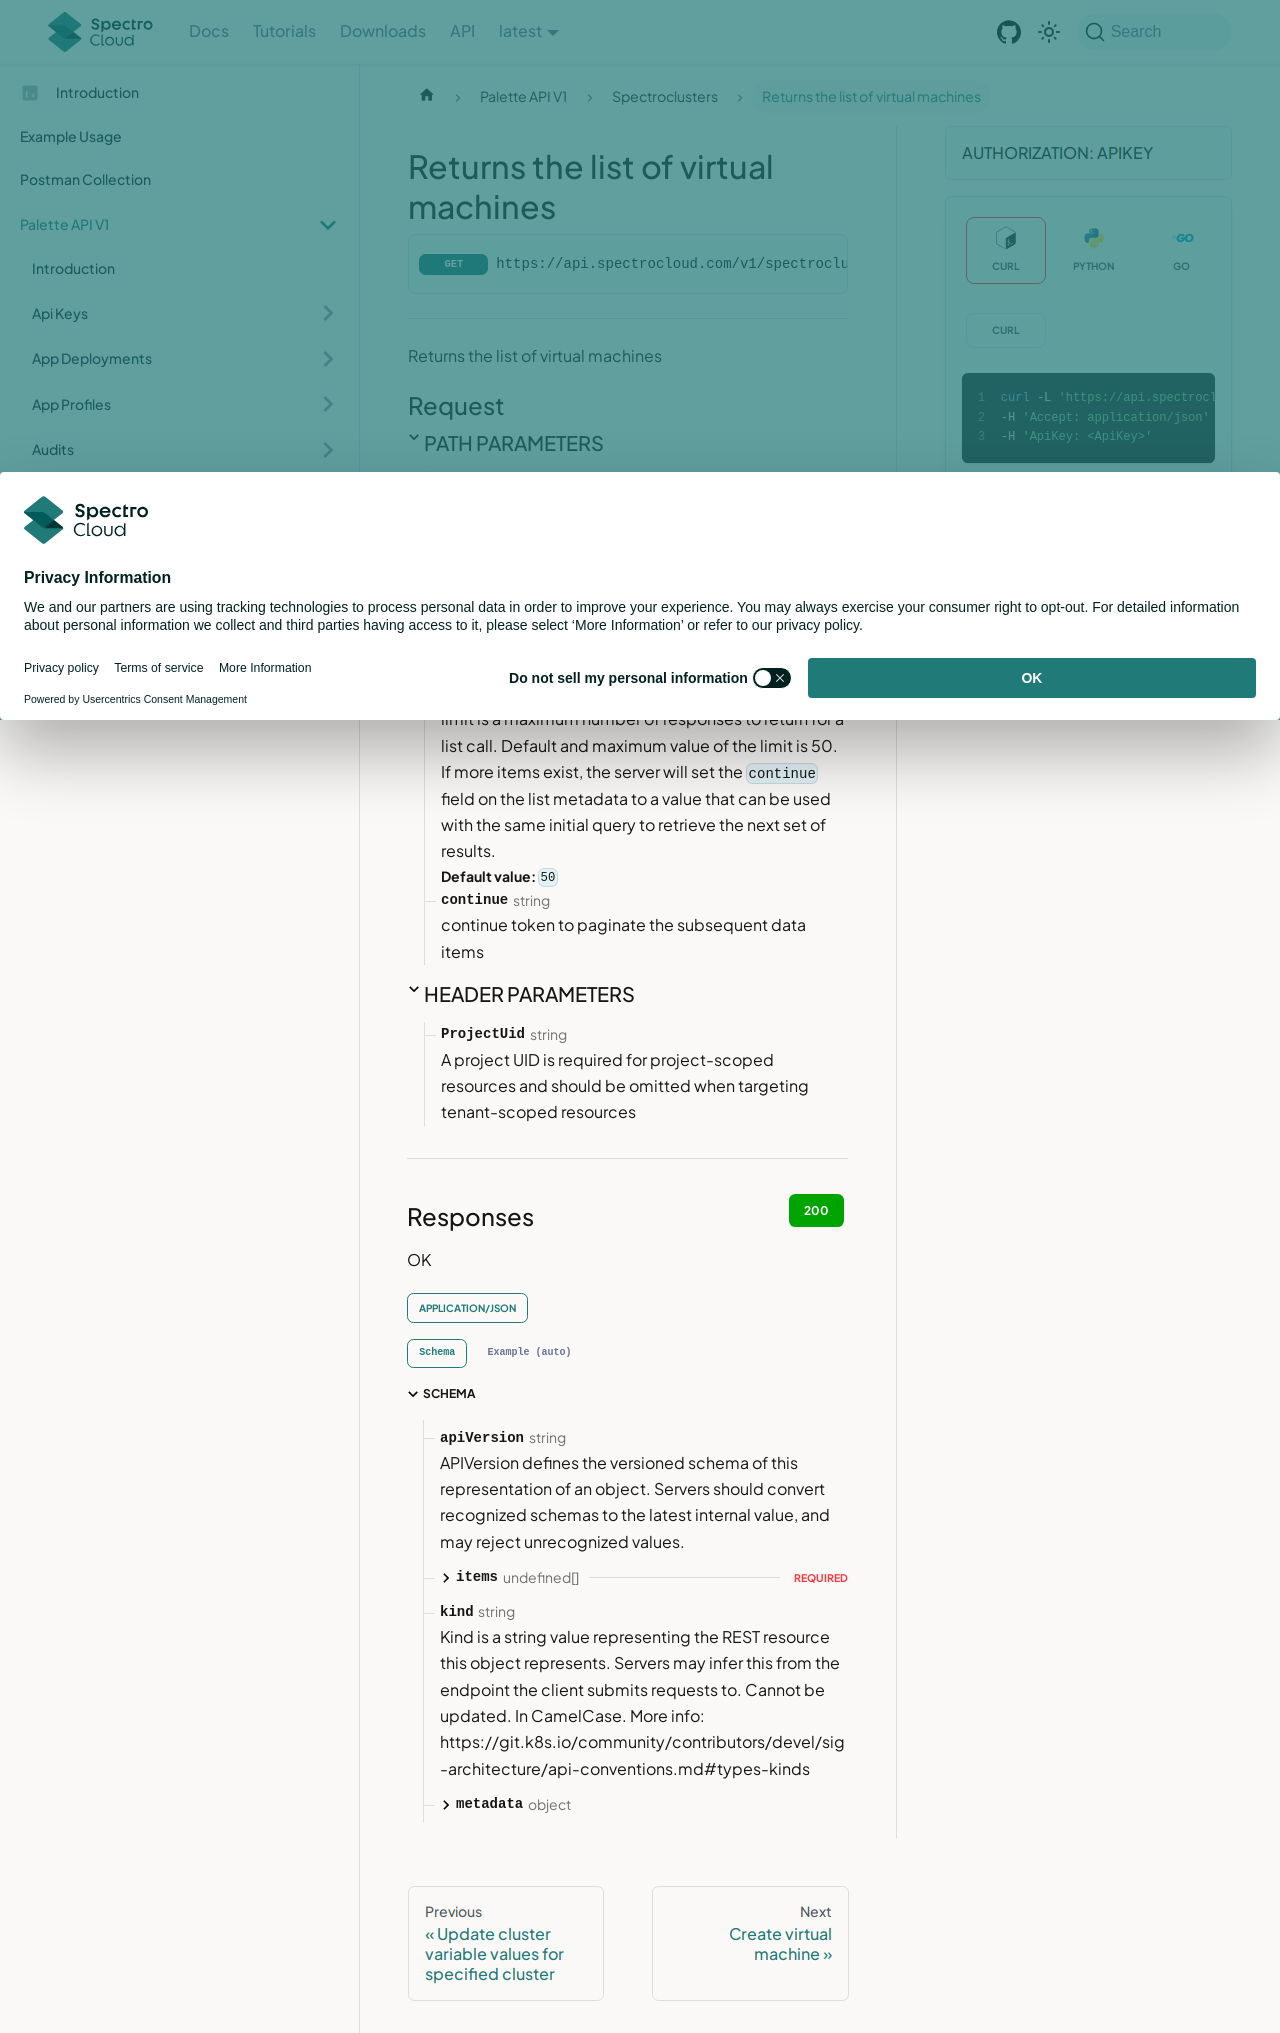 Spectro Cloud
Docs
Tutorials
Downloads
API
latest
Search
Introduction
Example Usage
Postman Collection
Palette API V1
Introduction
Api Keys
App Deployments
App Profiles
Audits
Palette API V1
Spectroclusters
Returns the list of virtual machines
Returns the list of virtual
machines
GET
https://api.spectrocloud.com/v1/spectroclu
Returns the list of virtual machines
Request
PATH PARAMETERS
AUTHORIZATION: APIKEY
CURL
PYTHON
GO
CURL
1 curl -L 'https://api.spectrocl
2 -H 'Accept: application/json'
3 -H 'ApiKey: <ApiKey>'
Spectro
Cloud
Privacy Information
We and our partners are using tracking technologies to process personal data in order to improve your experience. You may always exercise your consumer right to opt-out. For detailed information
about personal information we collect and third parties having access to it, please select ‘More Information’ or refer to our privacy policy.
Privacy policy
Terms of service
More Information
Powered by Usercentrics Consent Management
Do not sell my personal information
OK
limit is a maximum number of responses to return for a
list call. Default and maximum value of the limit is 50.
If more items exist, the server will set the continue
field on the list metadata to a value that can be used
with the same initial query to retrieve the next set of
results.
Default value: 50
continue string
continue token to paginate the subsequent data
items
HEADER PARAMETERS
ProjectUid string
A project UID is required for project-scoped
resources and should be omitted when targeting
tenant-scoped resources
Responses
200
OK
APPLICATION/JSON
Schema
Example (auto)
SCHEMA
apiVersion string
APIVersion defines the versioned schema of this
representation of an object. Servers should convert
recognized schemas to the latest internal value, and
may reject unrecognized values.
items undefined[]
REQUIRED
kind string
Kind is a string value representing the REST resource
this object represents. Servers may infer this from the
endpoint the client submits requests to. Cannot be
updated. In CamelCase. More info:
https://git.k8s.io/community/contributors/devel/sig
-architecture/api-conventions.md#types-kinds
metadata object
Previous
« Update cluster
variable values for
specified cluster
Next
Create virtual
machine »